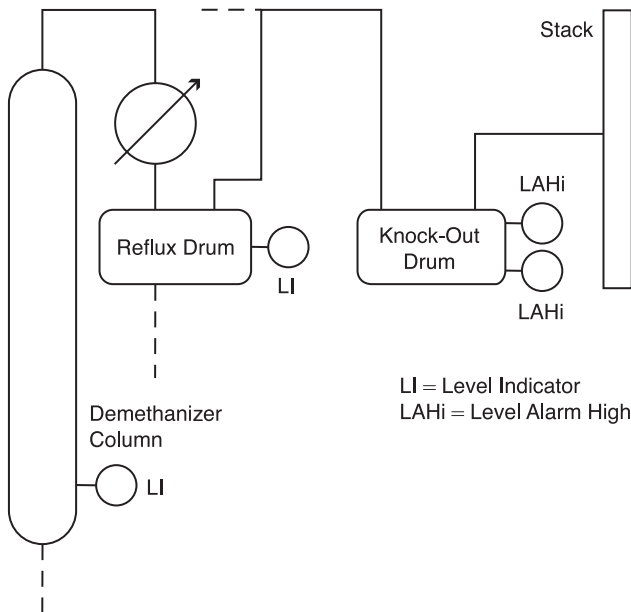 Stack
LAHi
Reflux Drum
Knock-Out
Drum
LI
LAHi
LI = Level Indicator
LAHi = Level Alarm High
Demethanizer
Column
LI